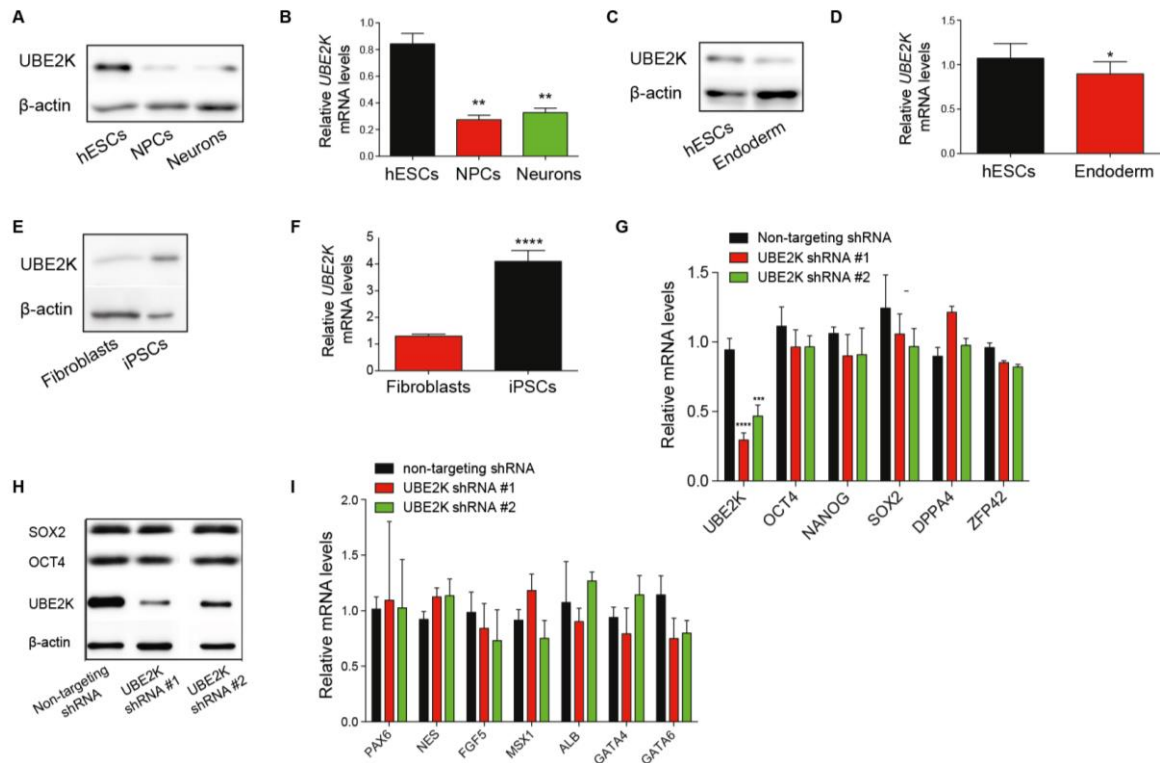 A
UBE2K
β-actin
hESCs
NPCs
Neurons
B
Relative UBE2K
mRNA levels
1.0
0.8
0.6
0.4
0.2
0.0
**
**
hESCs
NPCs
Neurons
C
UBE2K
β-actin
hESCs
Endoderm
D
Relative UBE2K
mRNA levels
1.5
1.0
0.5
0.0
*
hESCs
Endoderm
E
UBE2K
β-actin
Fibroblasts
iPSCs
F
Relative UBE2K
mRNA levels
5
4
3
2
1
0
****
Fibroblasts
iPSCs
G
Non-targeting shRNA
UBE2K shRNA #1
UBE2K shRNA #2
Relative mRNA levels
1.5
1.0
0.5
0.0
****
***
UBE2K
OCT4
NANOG
SOX2
DPPA4
ZFP42
H
SOX2
OCT4
UBE2K
β-actin
Non-targeting
shRNA
UBE2K
shRNA #1
UBE2K
shRNA #2
I
non-targeting shRNA
UBE2K shRNA #1
UBE2K shRNA #2
Relative mRNA levels
2.0
1.5
1.0
0.5
0.0
PAX6
NES
FGF5
MSX1
ALB
GATA4
GATA6